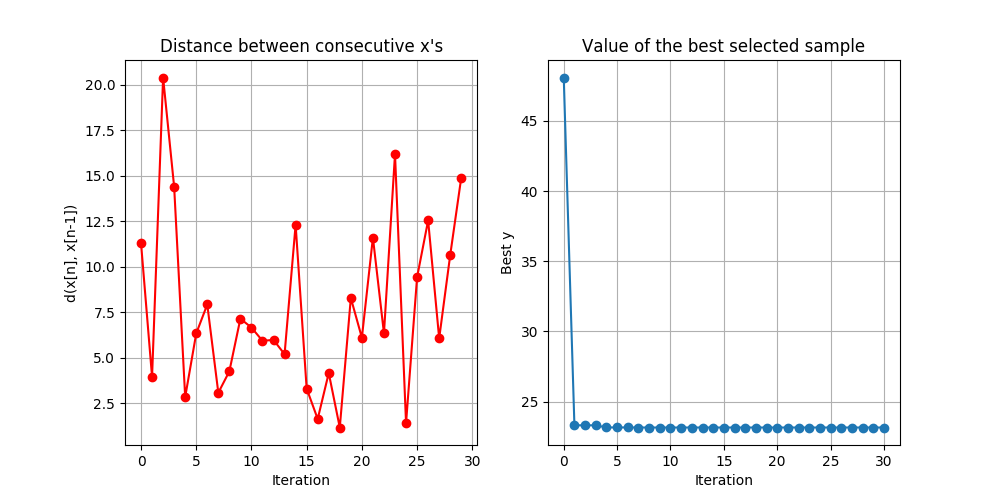 Distance between consecutive x's
20.0
17.5
15.0
12.5
10.0
7.5
5.0
2.5
d(x[n], x[n-1])
0 5 10 15 20 25 30
Iteration
Value of the best selected sample
45
40
35
30
25
Best y
0 5 10 15 20 25 30
Iteration